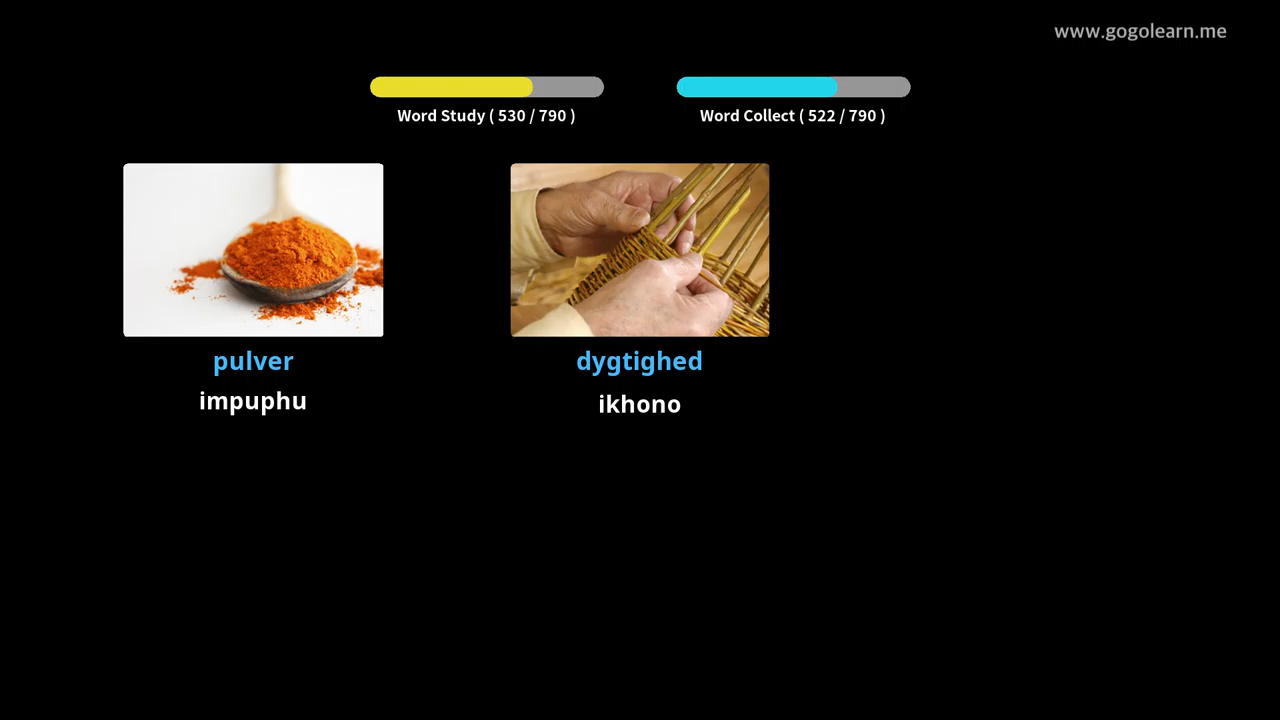 www.gogolearn.me
Word Study ( 530 / 790 )
Word Collect ( 522 / 790 )
pulver
dygtighed
impuphu
ikhono